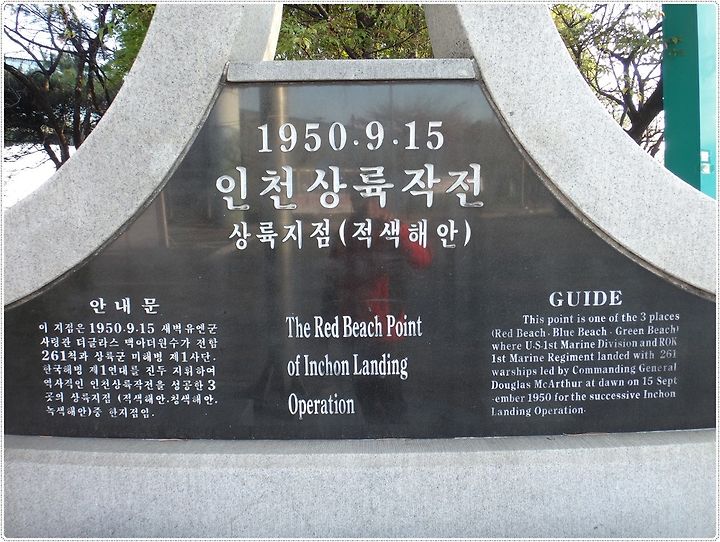 1950·9·15
인천상륙작전
상륙지점(적색해안)
안내문
이 지점은 1950.9.15 새벽유엔군
사령관 더글라스 맥아더원수가 전함
261척과 상륙군 미해병 제1사단.
한국해병 제1연대를 진두 지휘하여
역사적인 인천상륙작전을 성공한 3
곳의 상륙지점 (적색해안.청색해안.
녹색해안)중 한지점임.
The Red Beach Point
of Inchon Landing
Operation
GUIDE
This point is one of the 3 places
(Red Beach · Blue Beach · Green Beach)
where U·S·1st Marine Division and ROK
1st Marine Regiment landed with 261
warships led by Commanding General
Douglas McArthur at dawn on 15 Sept
·ember 1950 for the successive Inchon
Landing Operation·